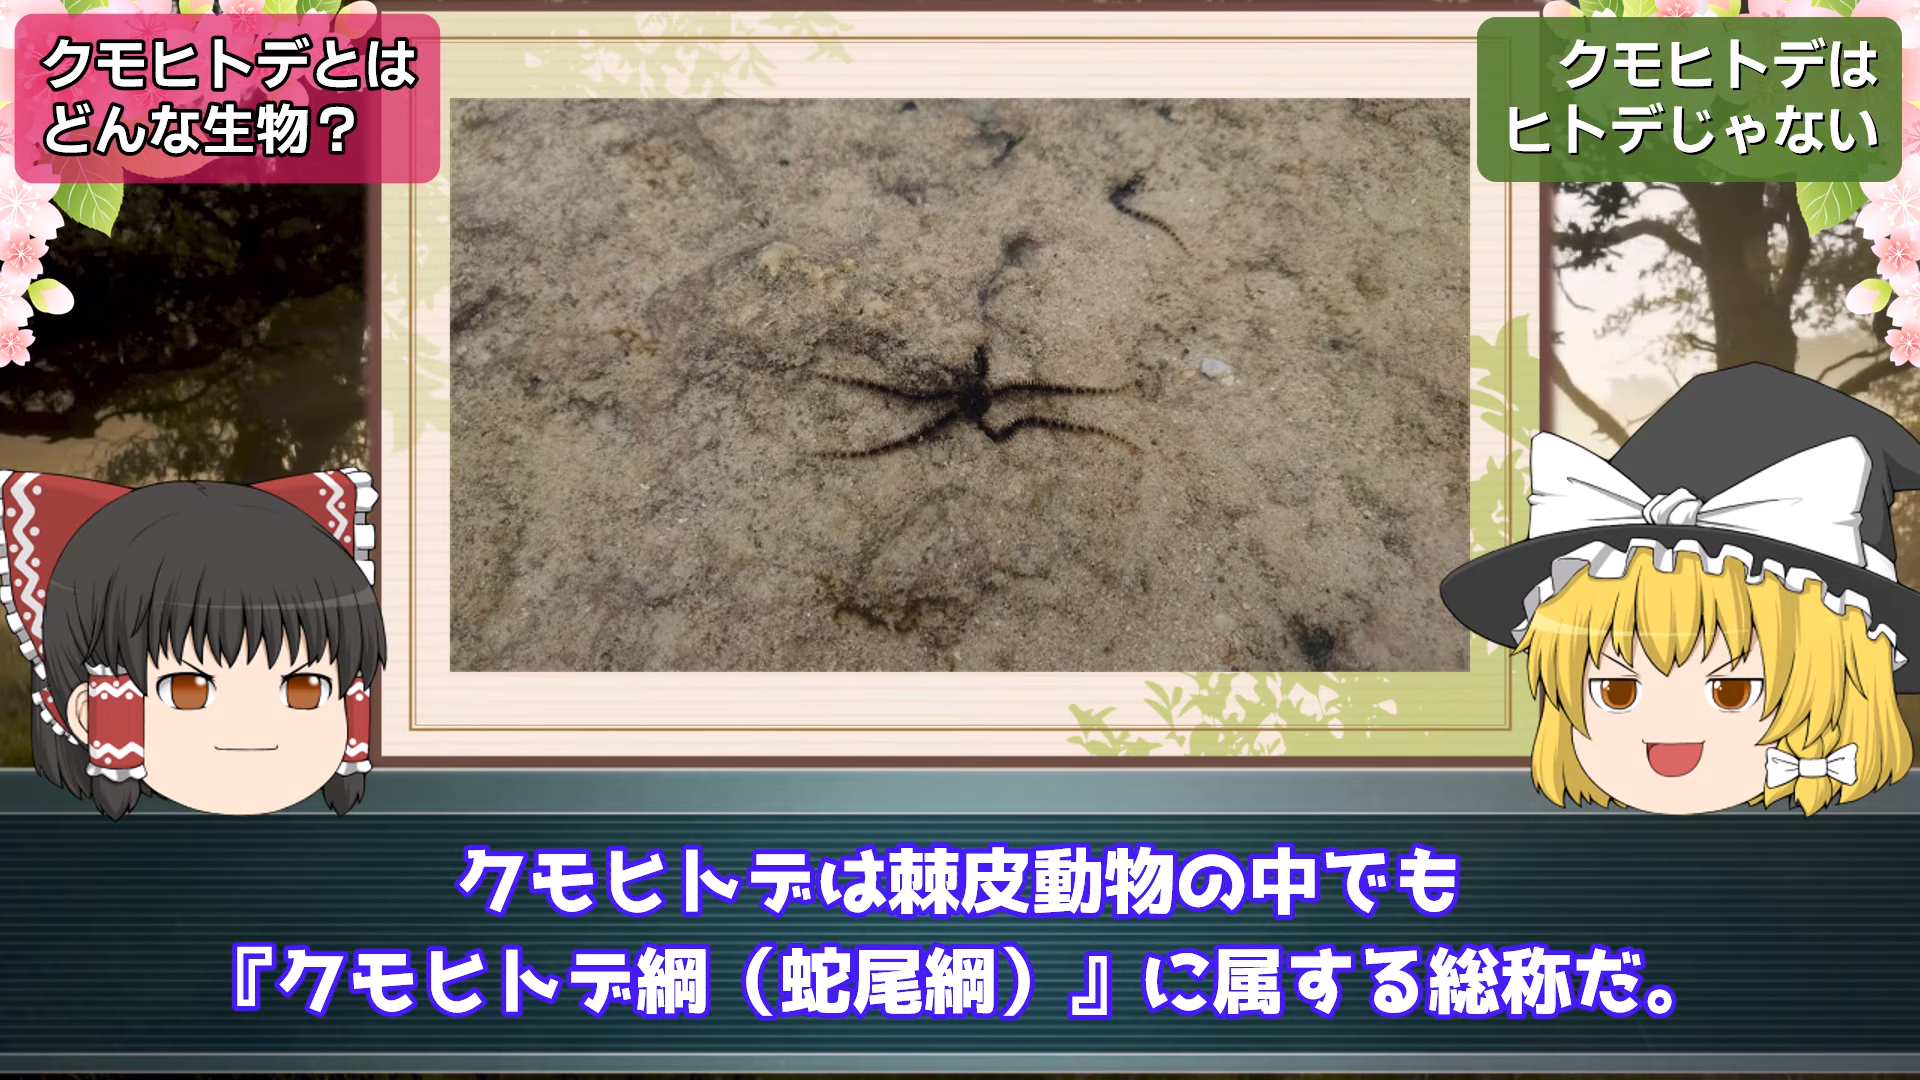 クモヒトデとは
どんな生物？
クモヒトデは
ヒトデじゃない
クモヒトデは棘皮動物の中でも
『クモヒトデ綱（蛇尾綱）』に属する総称だ。